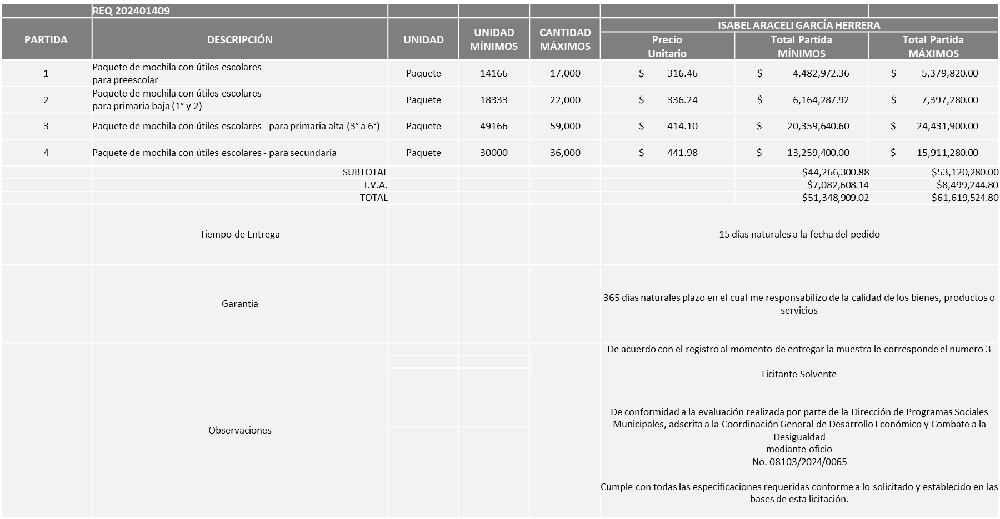 REQ 202401409
PARTIDA DESCRIPCIÓN UNIDAD UNIDAD MÍNIMOS CANTIDAD MÁXIMOS ISABEL ARACELI GARCÍA HERRERA
Precio Unitario Total Partida MÍNIMOS Total Partida MÁXIMOS
1 Paquete de mochila con útiles escolares - para preescolar Paquete 14166 17,000 $ 316.46 $ 4,482,972.36 $ 5,379,820.00
2 Paquete de mochila con útiles escolares - para primaria baja (1° y 2) Paquete 18333 22,000 $ 336.24 $ 6,164,287.92 $ 7,397,280.00
3 Paquete de mochila con útiles escolares - para primaria alta (3° a 6°) Paquete 49166 59,000 $ 414.10 $ 20,359,640.60 $ 24,431,900.00
4 Paquete de mochila con útiles escolares - para secundaria Paquete 30000 36,000 $ 441.98 $ 13,259,400.00 $ 15,911,280.00
SUBTOTAL $44,266,300.88 $53,120,280.00
I.V.A. $7,082,608.14 $8,499,244.80
TOTAL $51,348,909.02 $61,619,524.80
Tiempo de Entrega 15 días naturales a la fecha del pedido
Garantía 365 días naturales plazo en el cual me responsabilizo de la calidad de los bienes, productos o
servicios
Observaciones
De acuerdo con el registro al momento de entregar la muestra le corresponde el numero 3
Licitante Solvente
De conformidad a la evaluación realizada por parte de la Dirección de Programas Sociales
Municipales, adscrita a la Coordinación General de Desarrollo Económico y Combate a la
Desigualdad
mediante oficio
No. 08103/2024/0065
Cumple con todas las especificaciones requeridas conforme a lo solicitado y establecido en las
bases de esta licitación.